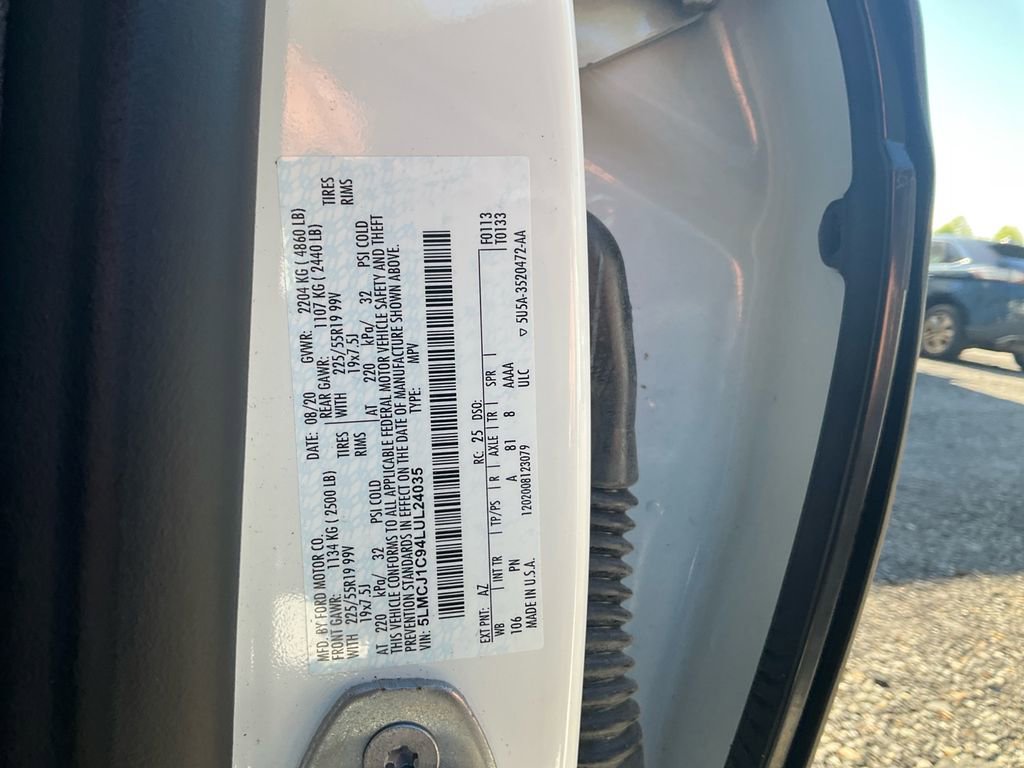 MFD. BY FORD MOTOR CO. DATE: 08/20 GVWR: 2204 KG ( 4860 LB)
FRONT GAWR: 1134 KG ( 2500 LB) REAR GAWR: 1107 KG ( 2440 LB)
WITH 225/55R19 99V TIRES WITH 225/55R19 99V TIRES
19x7.5J RIMS 19x7.5J RIMS
AT 220 kPa/ 32 PSI COLD AT 220 kPa/ 32 PSI COLD
THIS VEHICLE CONFORMS TO ALL APPLICABLE FEDERAL MOTOR VEHICLE SAFETY AND THEFT
PREVENTION STANDARDS IN EFFECT ON THE DATE OF MANUFACTURE SHOWN ABOVE.
VIN: 5LMCJ1C94LUL24035 TYPE: MPV
EXT PNT: AZ RC: 25 DSO: F0113
WB INT TR TP/PS R AXLE TR SPR T0133
106 PN A 81 8 AAAA
1202008123079 ULC
MADE IN U.S.A. ▽ 5U5A-3520472-AA